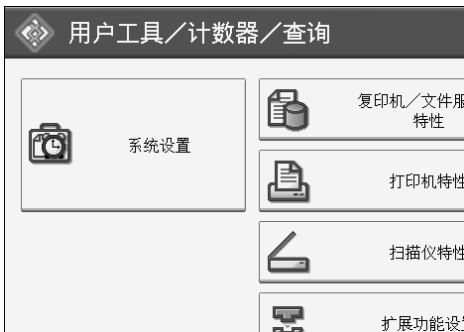 用户工具／计数器／查询
系统设置
复印机／文件服
特性
打印机特性
扫描仪特性
扩展功能设